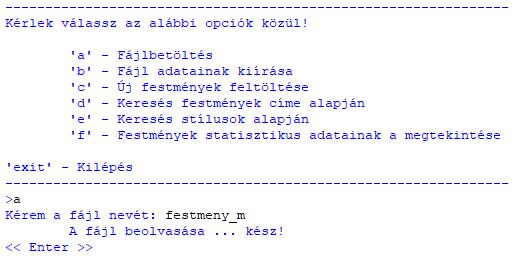 Kérlek válassz az alábbi opciók közül!
'a' - Fájlbetöltés
'b' - Fájl adatainak kiírása
'c' - Új festmények feltöltése
'd' - Keresés festmények címe alapján
'e' - Keresés stílusok alapján
'f' - Festmények statisztikus adatainak a megtekintése
'exit' - Kilépés
>a
Kérem a fájl nevét: festmeny_m
A fájl beolvasása ... kész!
<< Enter >>